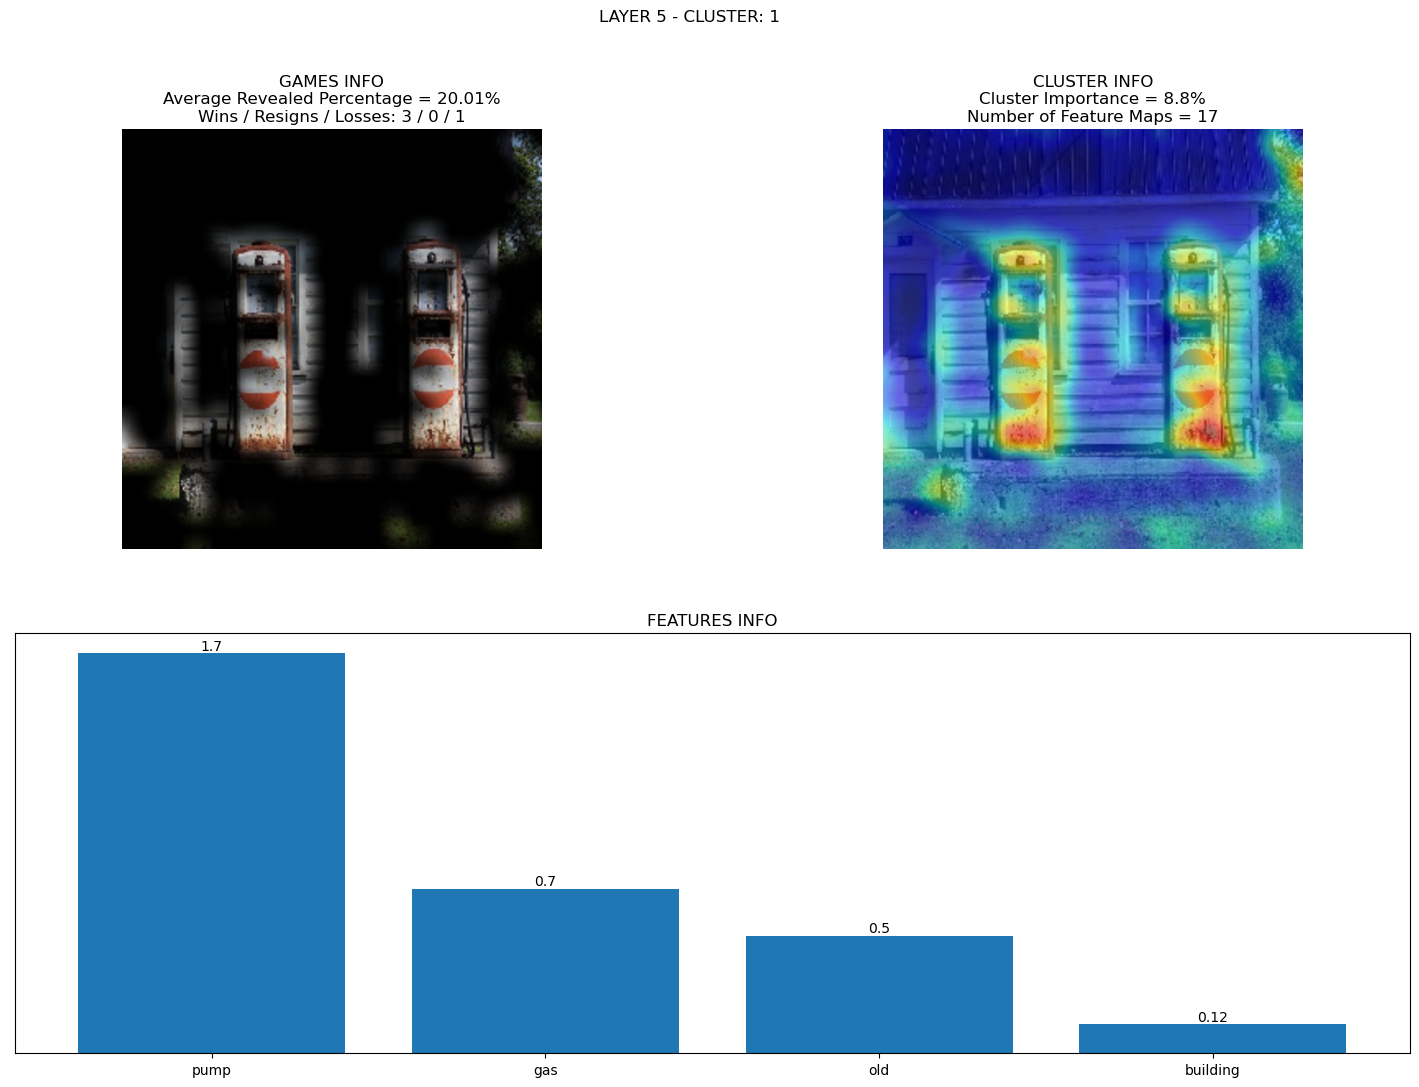 LAYER 5 - CLUSTER: 1
GAMES INFO
Average Revealed Percentage = 20.01%
Wins / Resigns / Losses: 3 / 0 / 1
CLUSTER INFO
Cluster Importance = 8.8%
Number of Feature Maps = 17
FEATURES INFO
1.7
0.7
0.5
0.12
pump
gas
old
building